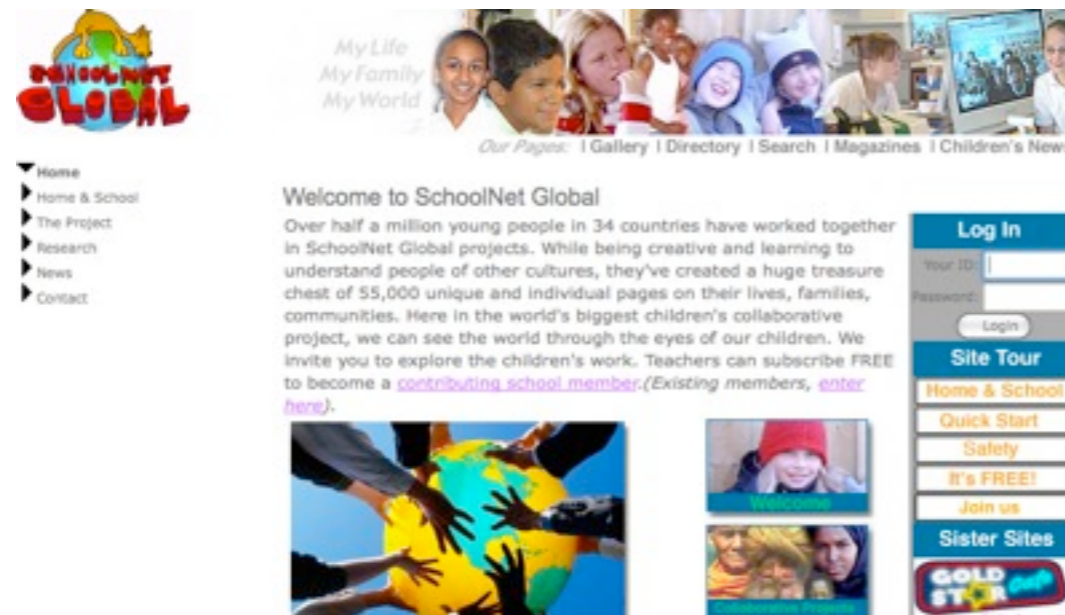 SCHOOLNET
GLOBAL
My Life
My Family
My World
Our Pages: | Gallery | Directory | Search | Magazines | Children's New
Home
Home & School
The Project
Research
News
Contact
Welcome to SchoolNet Global
Over half a million young people in 34 countries have worked together
in SchoolNet Global projects. While being creative and learning to
understand people of other cultures, they've created a huge treasure
chest of 55,000 unique and individual pages on their lives, families,
communities. Here in the world's biggest children's collaborative
project, we can see the world through the eyes of our children. We
invite you to explore the children's work. Teachers can subscribe FREE
to become a contributing school member.(Existing members, enter
here).
Welcome
Collaborative Projects
Log In
Your ID:
Password:
Login
Site Tour
Home & School
Quick Start
Safety
It's FREE!
Join us
Sister Sites
GOLD
STAR Cafe